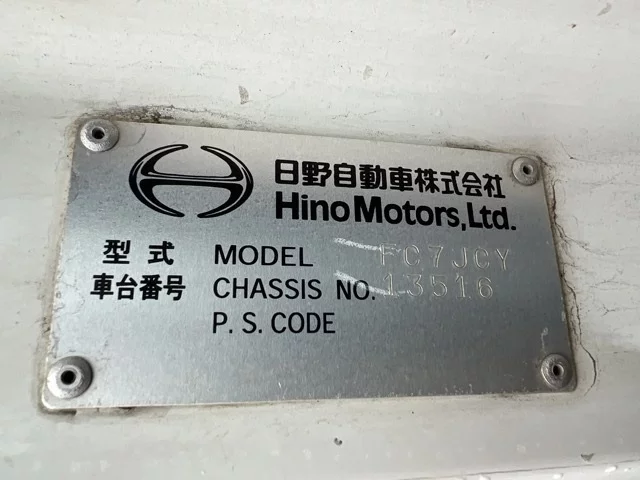 日野自動車株式会社
Hino Motors, Ltd.
型式 MODEL FC7JCY
車台番号 CHASSIS NO. 13516
P. S. CODE